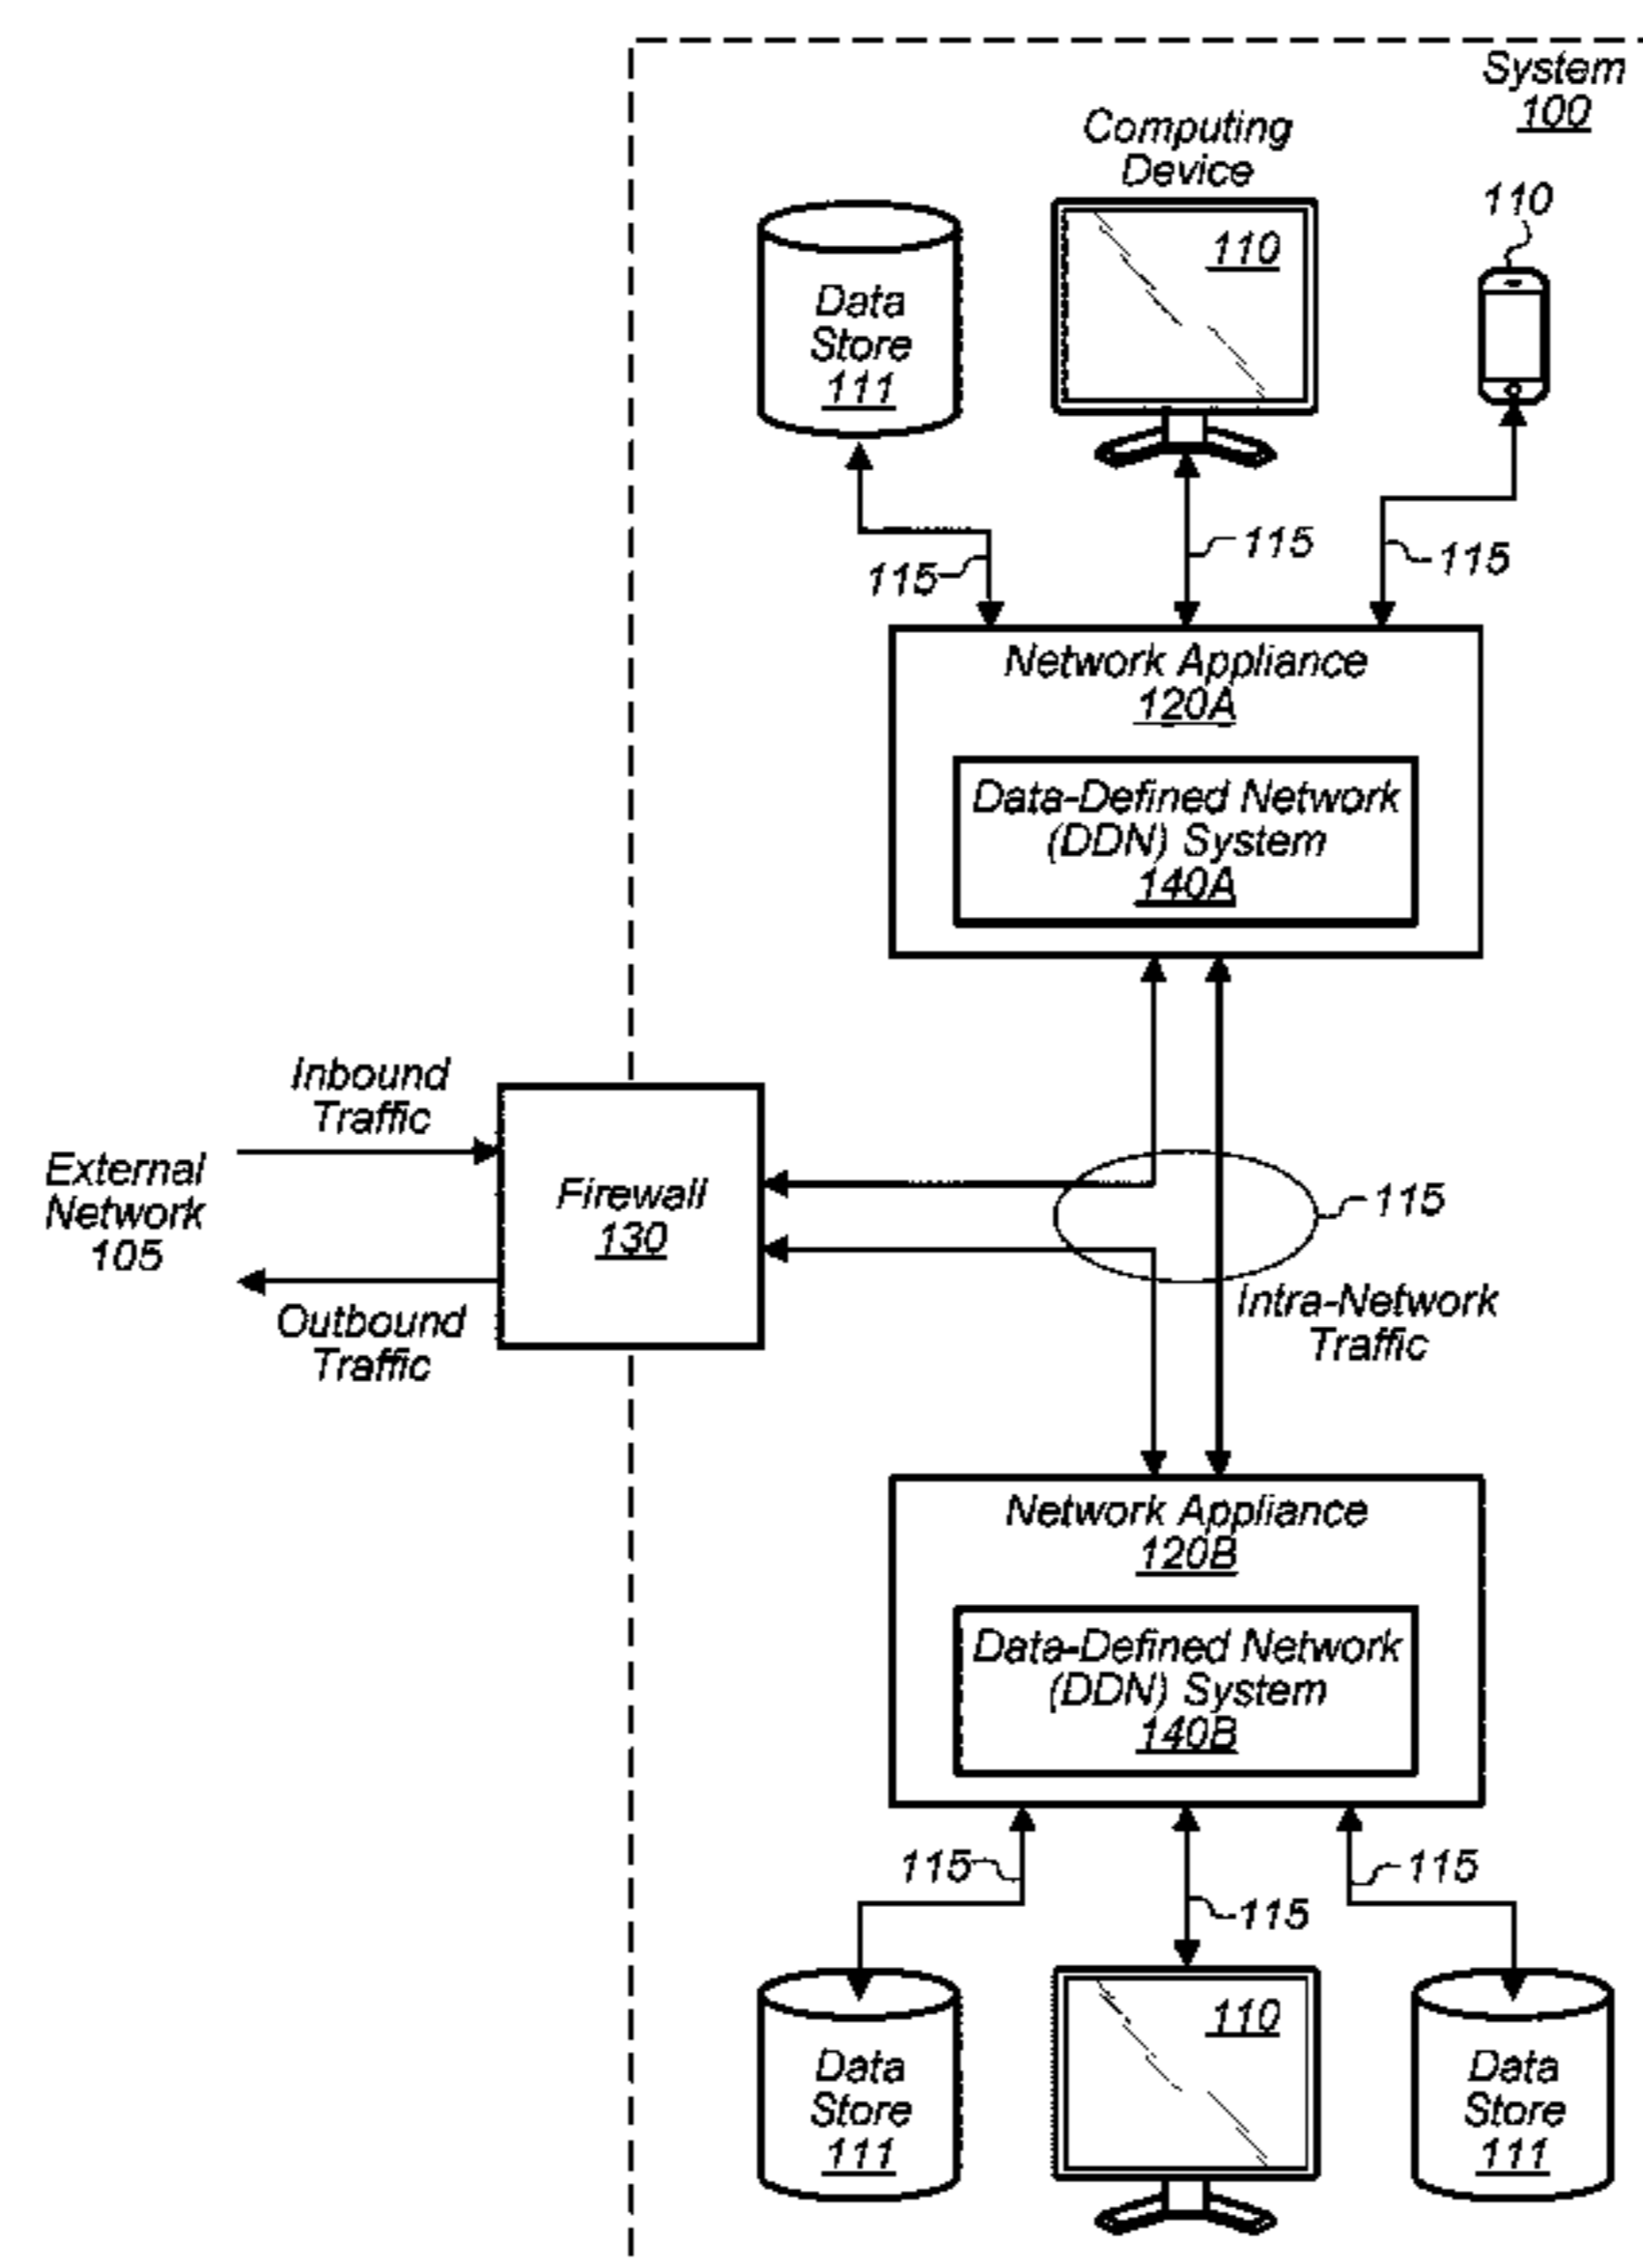 System
100
Computing
Device
110
110
Data
Store
111
115
115
115
Network Appliance
120A
Data-Defined Network
(DDN) System
140A
Inbound
Traffic
External
Network
105
Firewall
130
115
Outbound
Traffic
Intra-Network
Traffic
Network Appliance
120B
Data-Defined Network
(DDN) System
140B
115
115
115
Data
Store
111
110
Data
Store
111